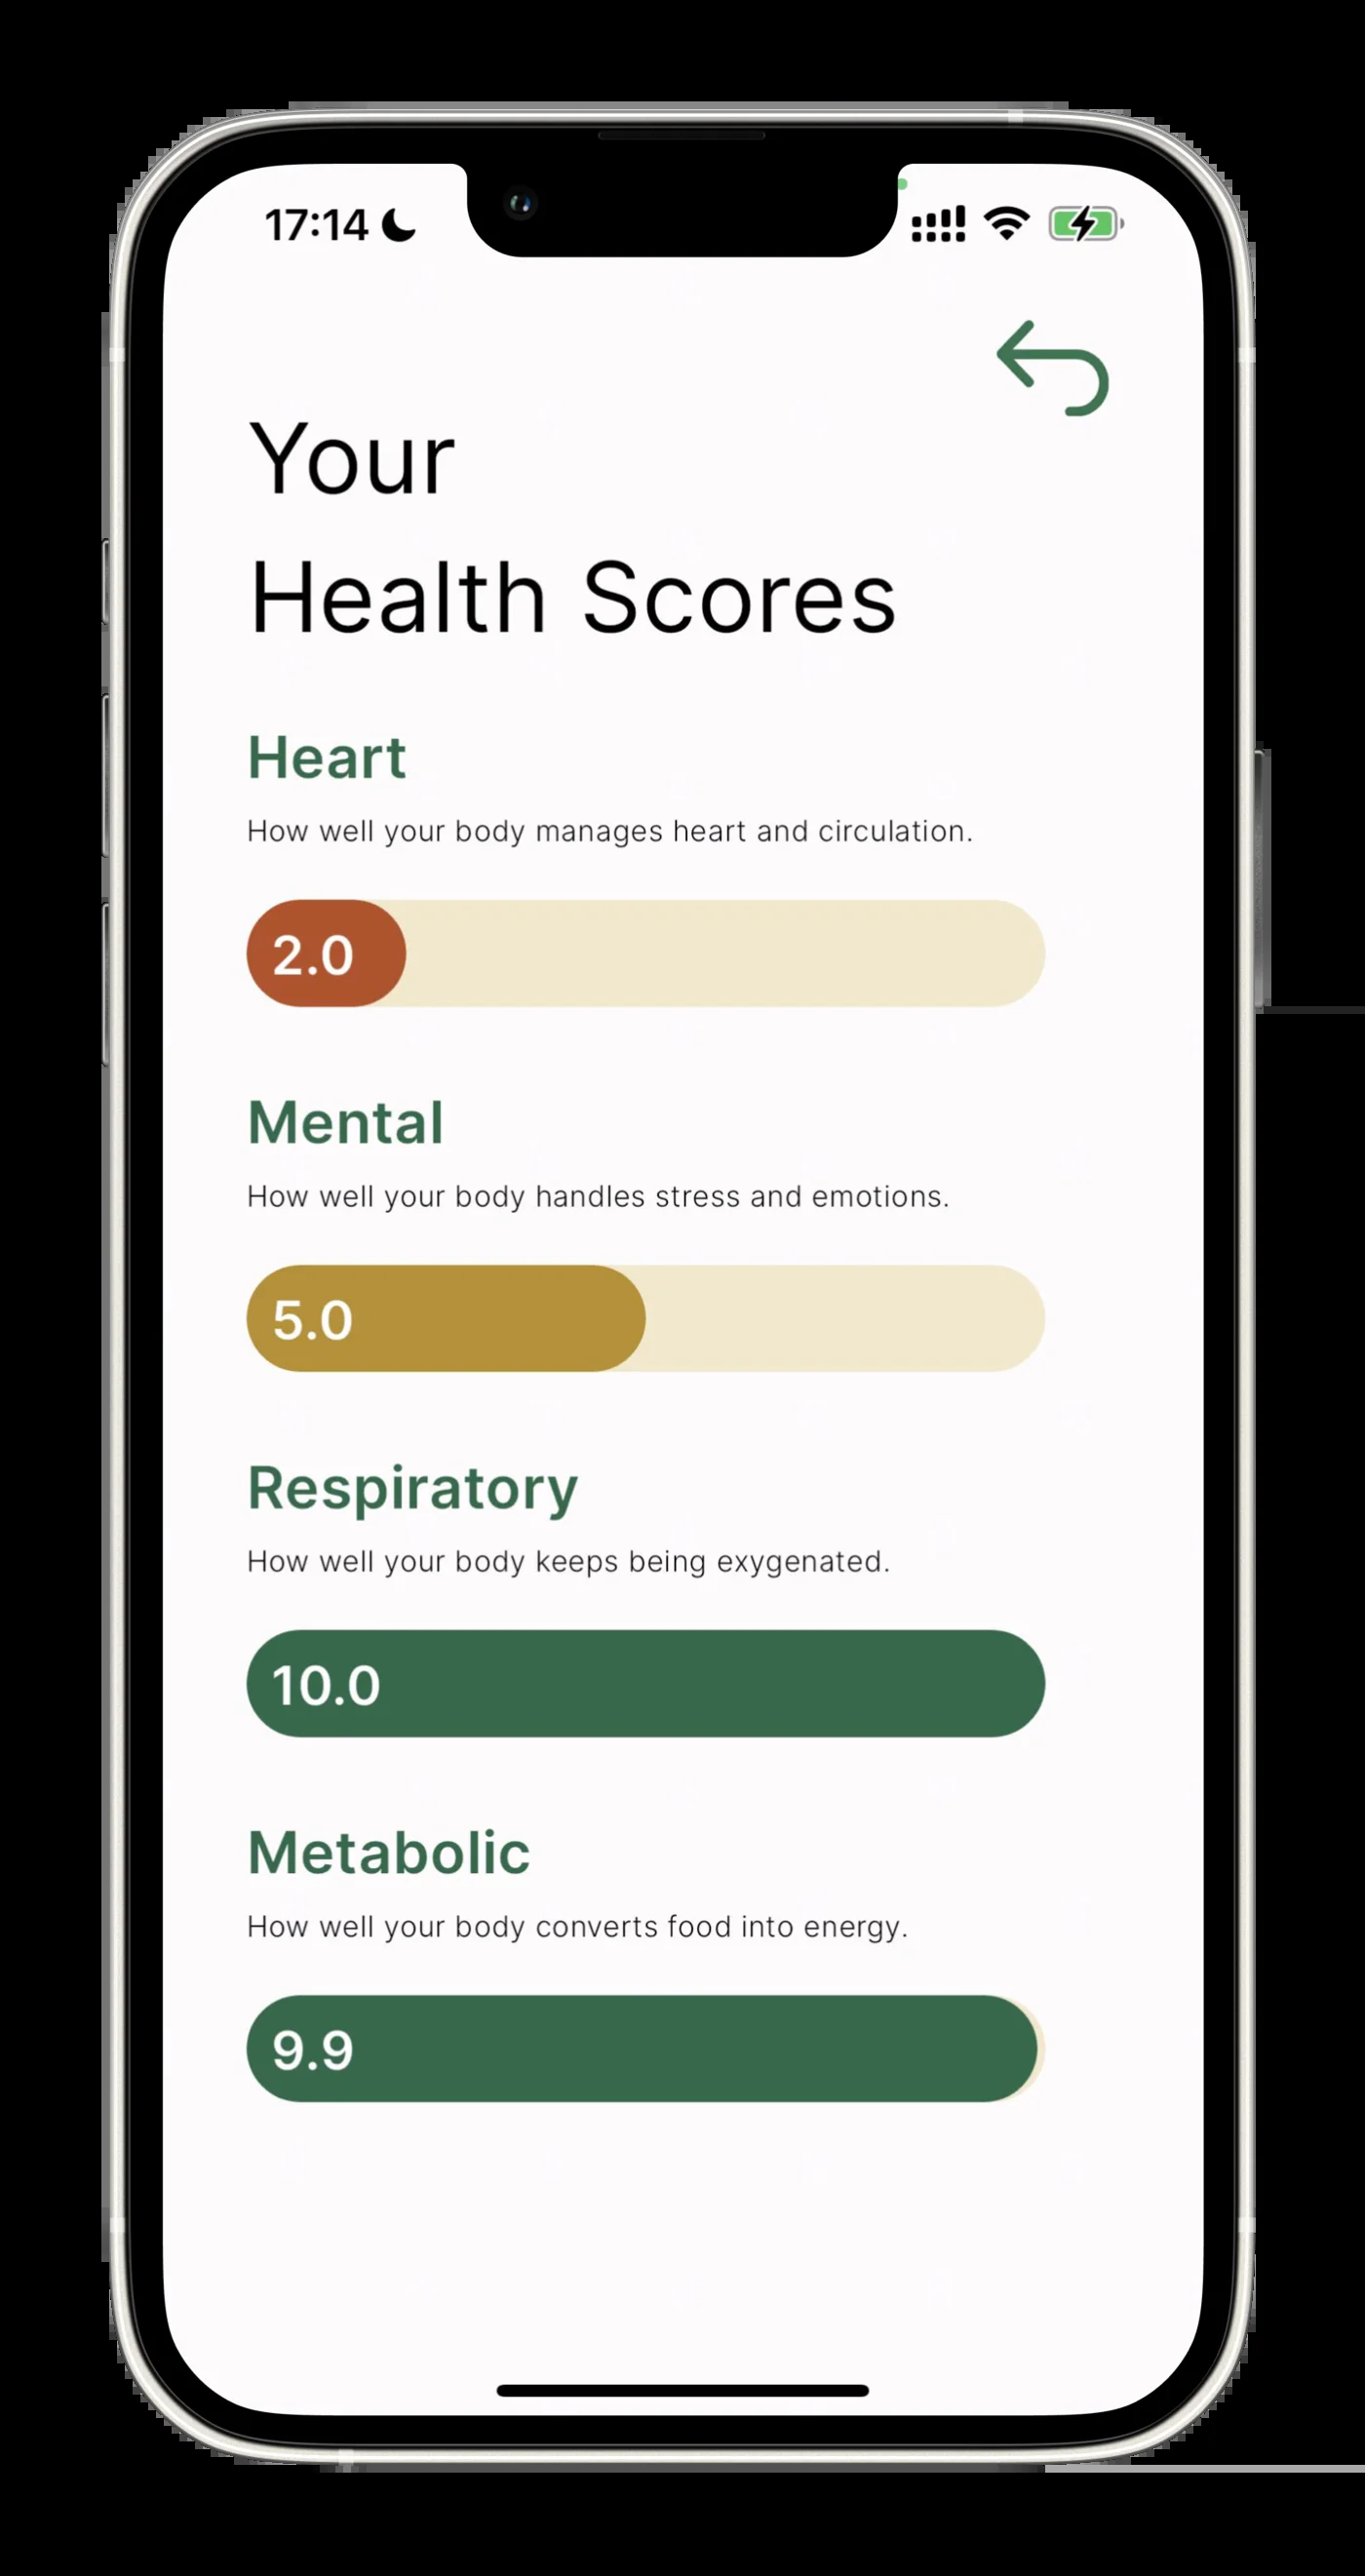 17:14
Your
Health Scores
Heart
How well your body manages heart and circulation.
2.0
Mental
How well your body handles stress and emotions.
5.0
Respiratory
How well your body keeps being exygenated.
10.0
Metabolic
How well your body converts food into energy.
9.9